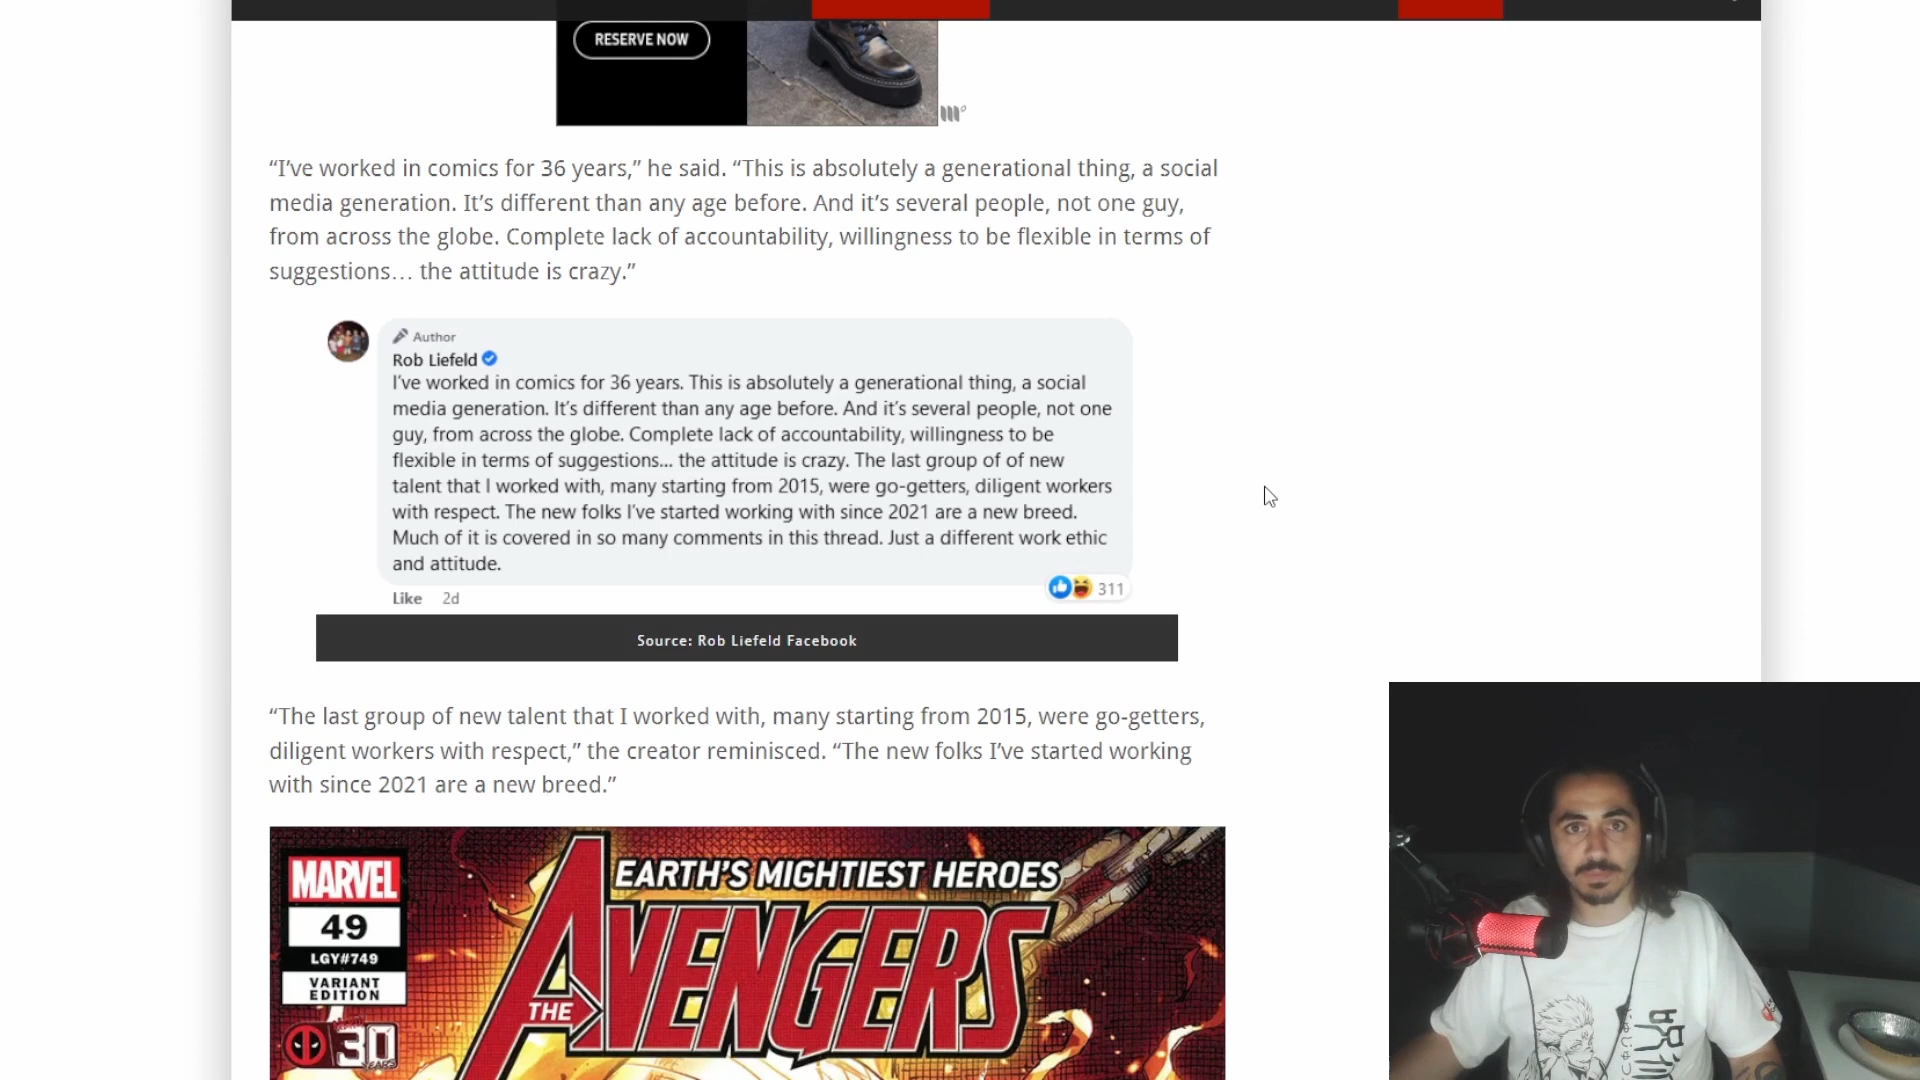 RESERVE NOW
“I’ve worked in comics for 36 years,” he said. “This is absolutely a generational thing, a social
media generation. It’s different than any age before. And it’s several people, not one guy,
from across the globe. Complete lack of accountability, willingness to be flexible in terms of
suggestions… the attitude is crazy.”
Author
Rob Liefeld
I’ve worked in comics for 36 years. This is absolutely a generational thing, a social
media generation. It’s different than any age before. And it’s several people, not one
guy, from across the globe. Complete lack of accountability, willingness to be
flexible in terms of suggestions... the attitude is crazy. The last group of of new
talent that I worked with, many starting from 2015, were go-getters, diligent workers
with respect. The new folks I’ve started working with since 2021 are a new breed.
Much of it is covered in so many comments in this thread. Just a different work ethic
and attitude.
311
Like 2d
Source: Rob Liefeld Facebook
“The last group of new talent that I worked with, many starting from 2015, were go-getters,
diligent workers with respect,” the creator reminisced. “The new folks I’ve started working
with since 2021 are a new breed.”
MARVEL
49
LGY#749
VARIANT
EDITION
30
YEARS
EARTH’S MIGHTIEST HEROES
THE AVENGERS